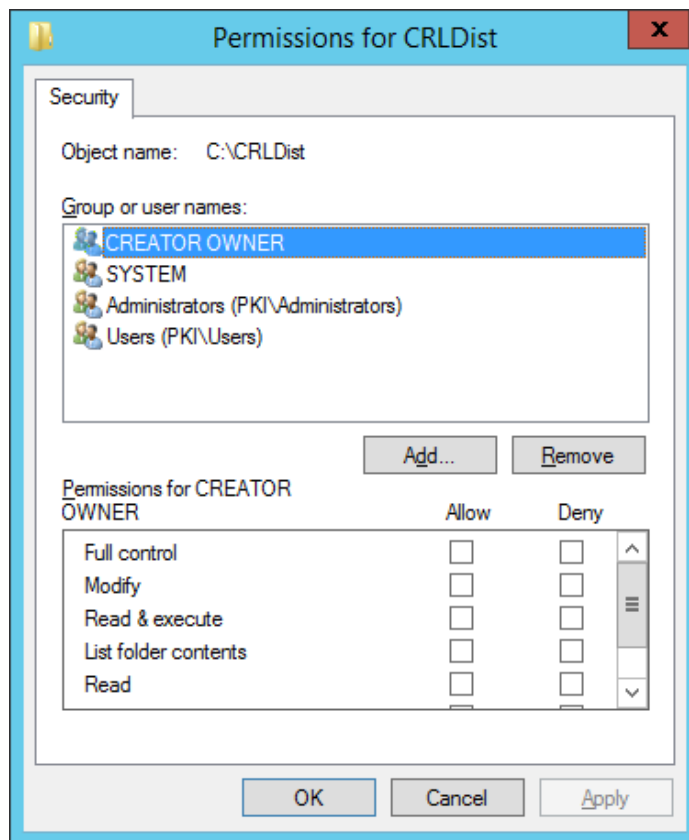 Permissions for CRLDist
x
Security
Object name: C:\CRLDist
Group or user names:
CREATOR OWNER
SYSTEM
Administrators (PKI\Administrators)
Users (PKI\Users)
Add... Remove
Permissions for CREATOR
OWNER Allow Deny
Full control
Modify
Read & execute
List folder contents
Read
OK Cancel Apply